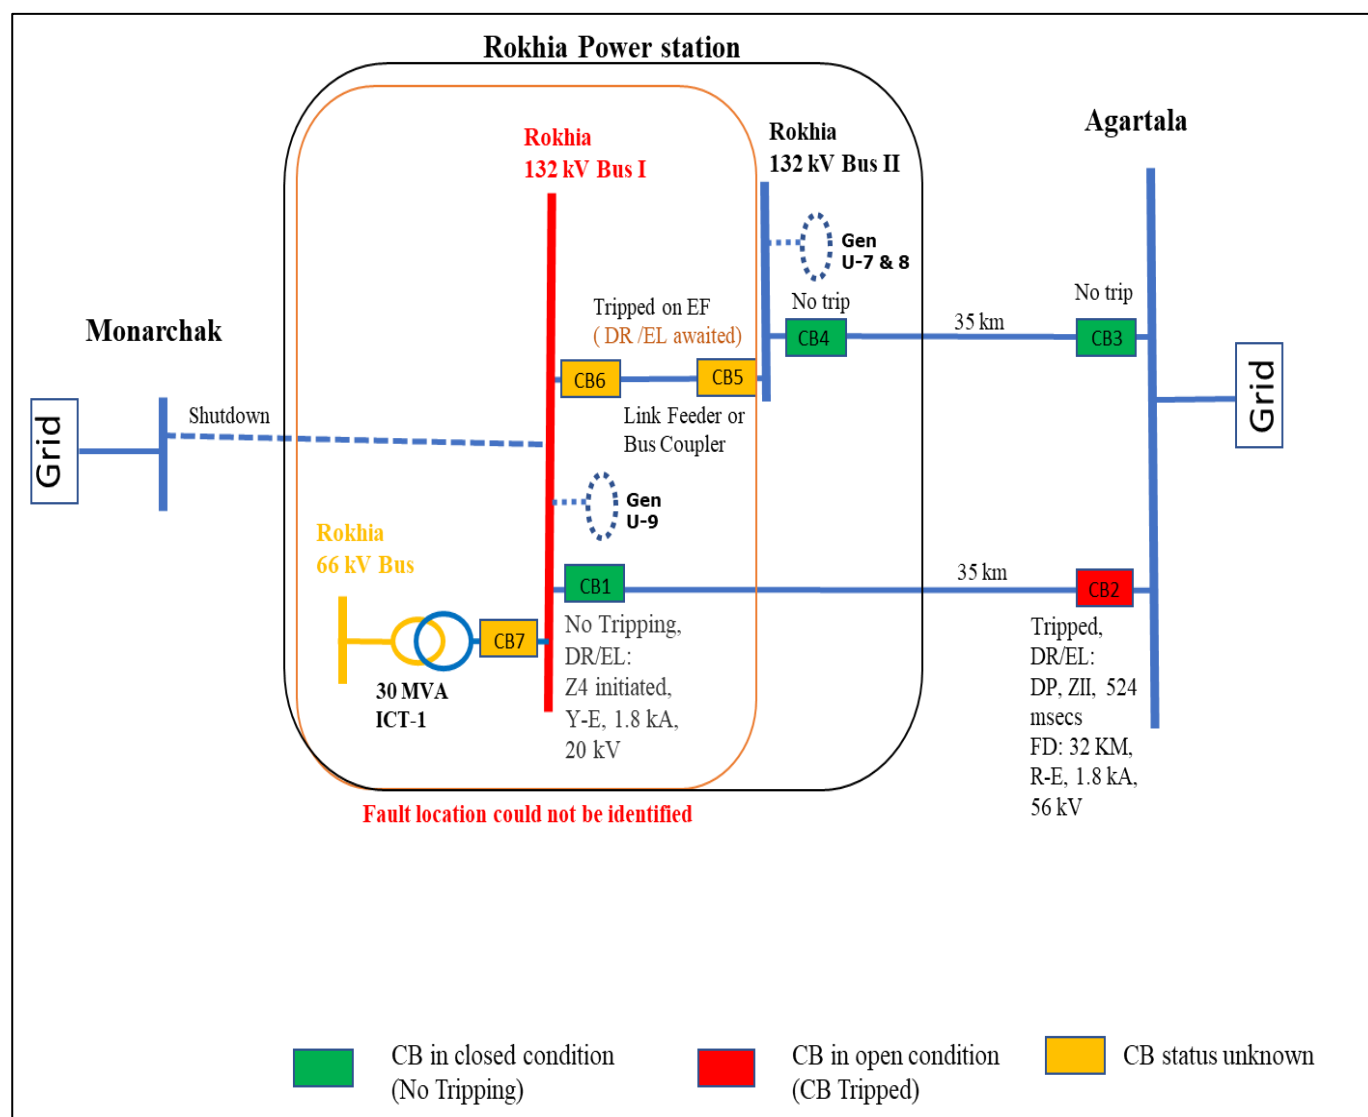 Rokhia Power station
Rokhia
132 kV Bus I
Rokhia
132 kV Bus II
Agartala
Gen
U-7 & 8
Tripped on EF
( DR /EL awaited)
No trip
CB4
35 km
No trip
CB3
Monarchak
CB6
CB5
Link Feeder or
Bus Coupler
Grid
Shutdown
Grid
Gen
U-9
Rokhia
66 kV Bus
CB1
35 km
CB2
CB7
30 MVA
ICT-1
No Tripping,
DR/EL:
Z4 initiated,
Y-E, 1.8 kA,
20 kV
Tripped,
DR/EL:
DP, ZII, 524
msecs
FD: 32 KM,
R-E, 1.8 kA,
56 kV
Fault location could not be identified
CB in closed condition
(No Tripping)
CB in open condition
(CB Tripped)
CB status unknown